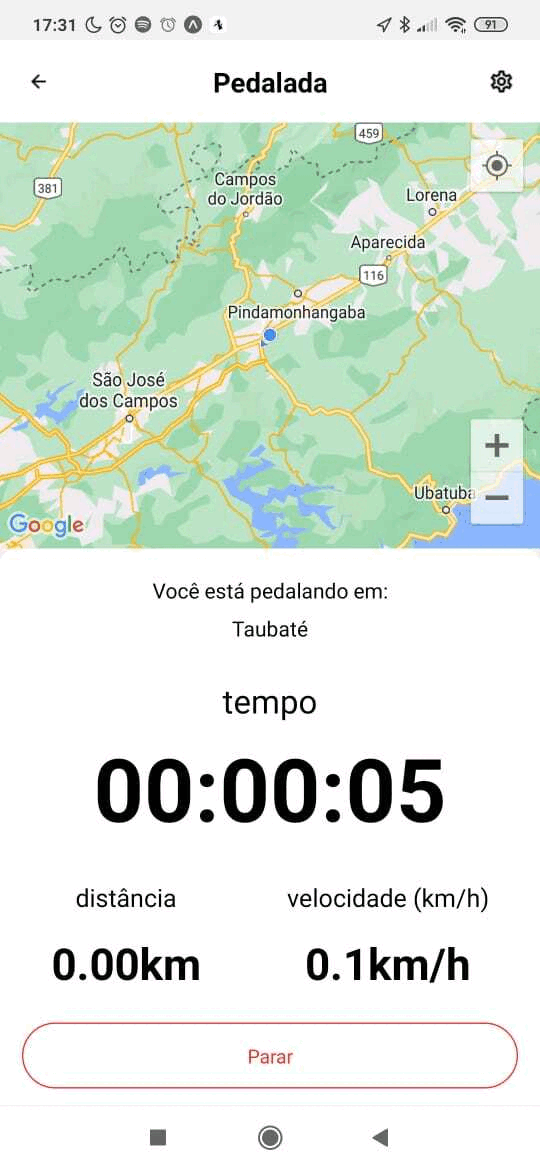 17:31
91
Pedalada
459
381
Campos
do Jordão
Lorena
Aparecida
116
Pindamonhangaba
São José
dos Campos
Ubatuba
Google
Você está pedalando em:
Taubaté
tempo
00:00:05
distância
velocidade (km/h)
0.00km
0.1km/h
Parar